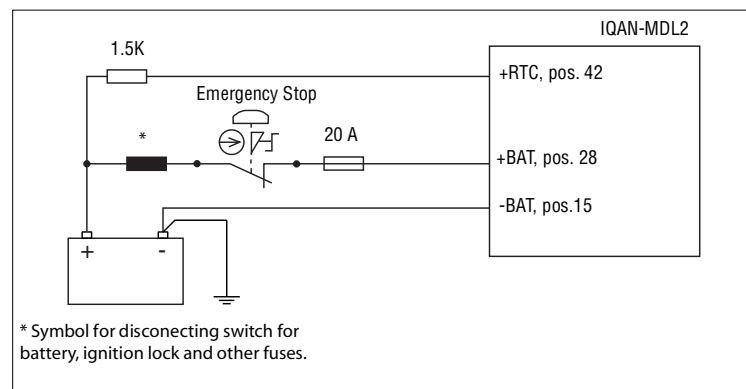 IQAN-MDL2
1.5K
+RTC, pos. 42
Emergency Stop
*
20 A
+BAT, pos. 28
-BAT, pos.15
+ -
* Symbol for disconecting switch for
battery, ignition lock and other fuses.